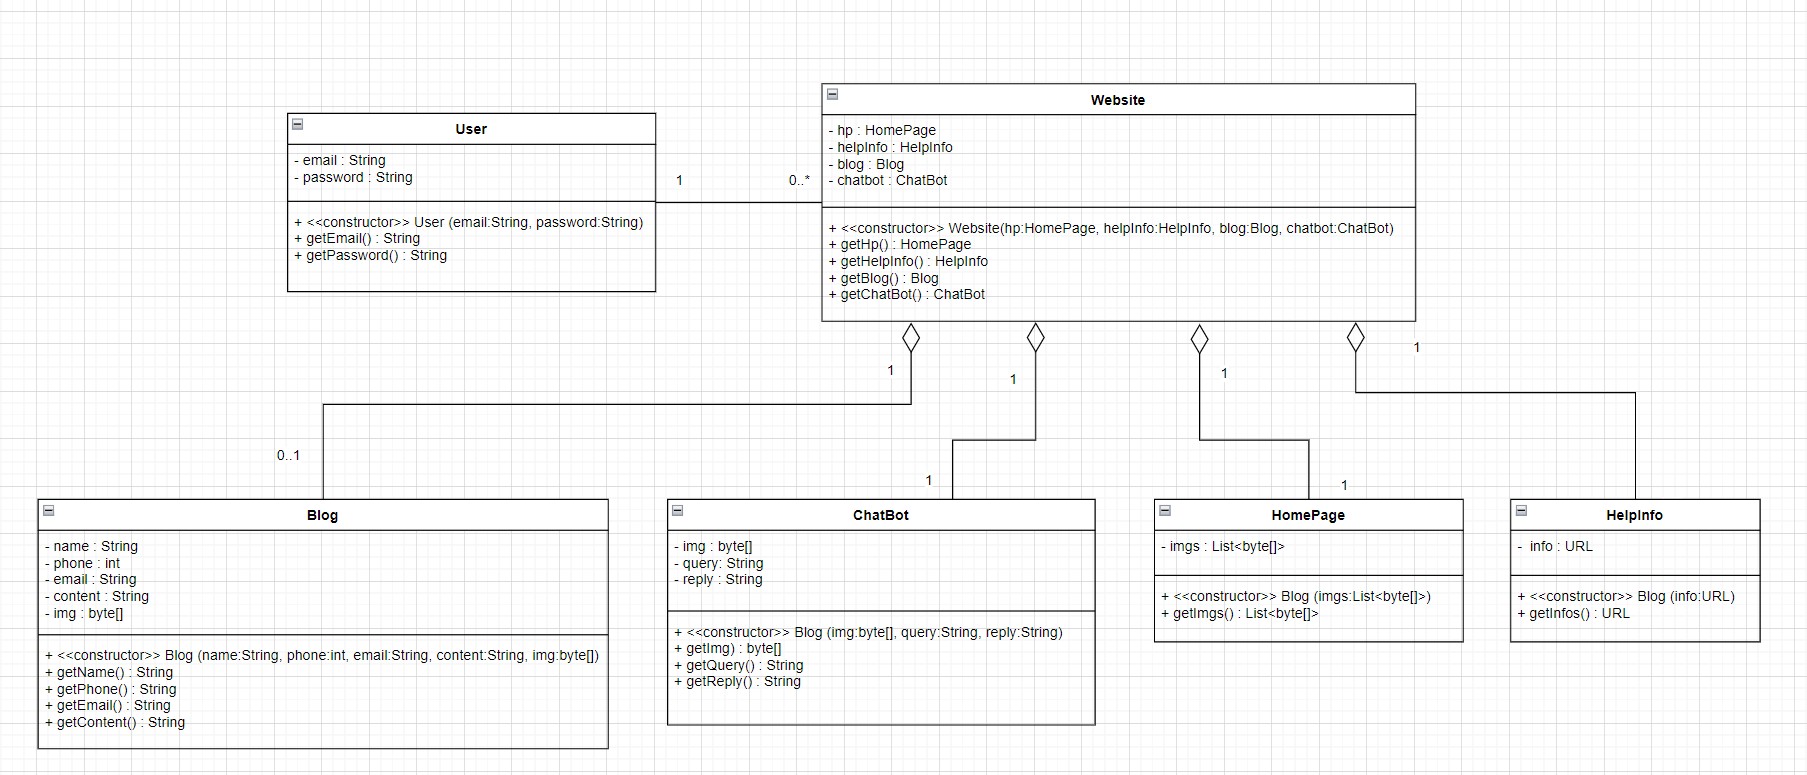 User
- email : String
- password : String
+ <<constructor>> User (email:String, password:String)
+ getEmail() : String
+ getPassword() : String
1
0..*
Website
- hp : HomePage
- helpInfo : HelpInfo
- blog : Blog
- chatbot : ChatBot
+ <<constructor>> Website(hp:HomePage, helpInfo:HelpInfo, blog:Blog, chatbot:ChatBot)
+ getHp() : HomePage
+ getHelpInfo() : HelpInfo
+ getBlog() : Blog
+ getChatBot() : ChatBot
1
1
1
1
0..1
1
1
Blog
- name : String
- phone : int
- email : String
- content : String
- img : byte[]
+ <<constructor>> Blog (name:String, phone:int, email:String, content:String, img:byte[])
+ getName() : String
+ getPhone() : String
+ getEmail() : String
+ getContent() : String
ChatBot
- img : byte[]
- query: String
- reply : String
+ <<constructor>> Blog (img:byte[], query:String, reply:String)
+ getImg) : byte[]
+ getQuery() : String
+ getReply() : String
HomePage
- imgs : List<byte[]>
+ <<constructor>> Blog (imgs:List<byte[]>)
+ getImgs() : List<byte[]>
HelpInfo
- info : URL
+ <<constructor>> Blog (info:URL)
+ getInfos() : URL